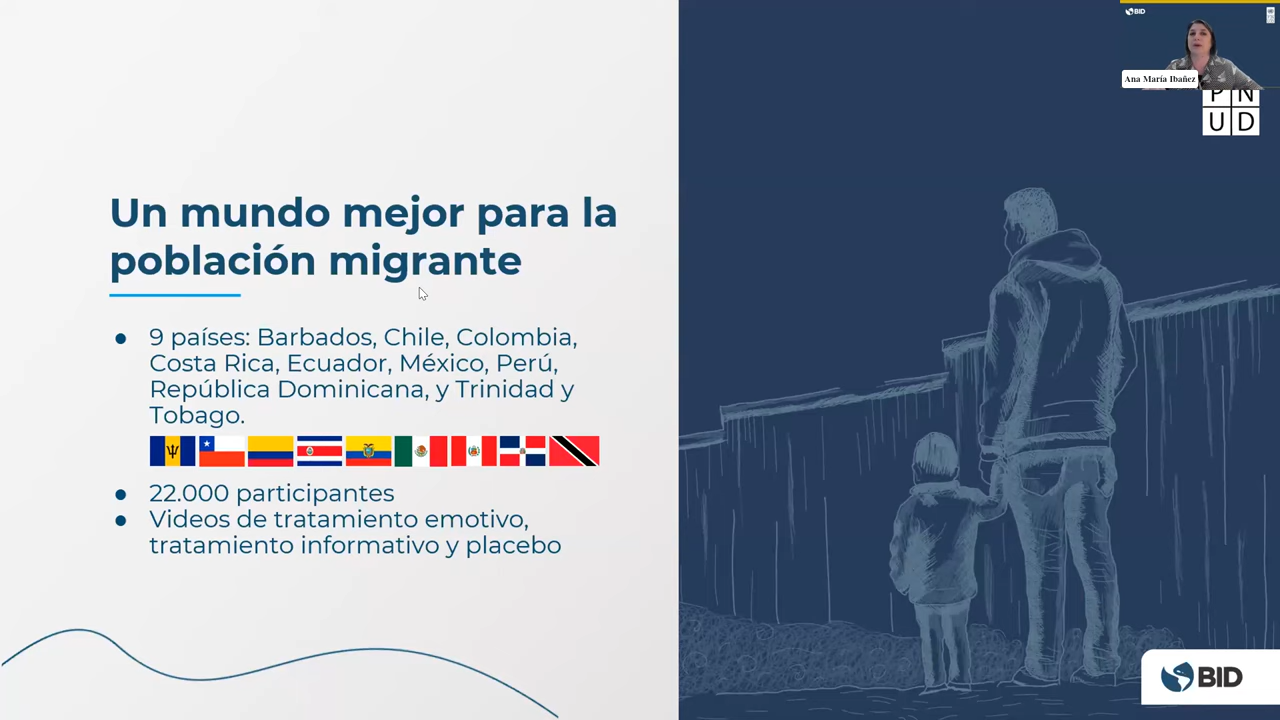 Un mundo mejor para la
población migrante
● 9 países: Barbados, Chile, Colombia,
Costa Rica, Ecuador, México, Perú,
República Dominicana, y Trinidad y
Tobago.
● 22.000 participantes
● Videos de tratamiento emotivo,
tratamiento informativo y placebo
BID
Ana María Ibañez
P N
U D
BID